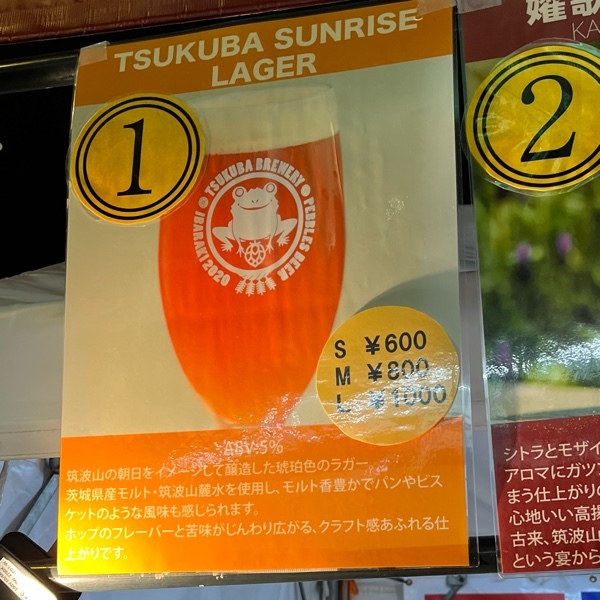 TSUKUBA SUNRISE
LAGER
1
TSUKUBA BREWERY
PEBBLES BEER
IBARAKI 2020
S ¥600
M ¥800
L ¥1000
ABV:5%
筑波山の朝日をイメージして醸造した琥珀色のラガー。
茨城県産モルト・筑波山麓水を使用し、モルト香豊かでパンやビス
ケットのような風味も感じられます。
ホップのフレーバーと苦味がじんわり広がる、クラフト感あふれる仕
上がりです。
嬥歌
KA
2
シトラとモザイ
アロマにガツン
まう仕上がりの
心地いい高揚
古来、筑波山
という宴から